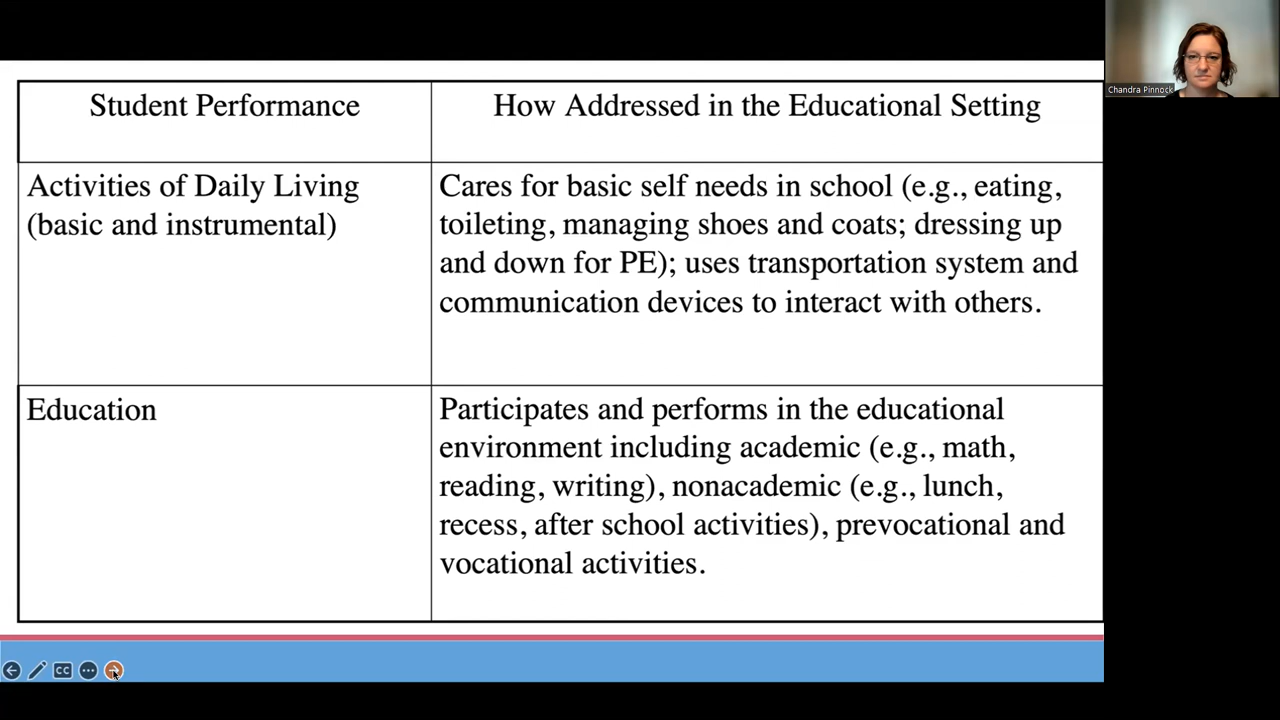 Student Performance
How Addressed in the Educational Setting
Activities of Daily Living
(basic and instrumental)
Cares for basic self needs in school (e.g., eating,
toileting, managing shoes and coats; dressing up
and down for PE); uses transportation system and
communication devices to interact with others.
Education
Participates and performs in the educational
environment including academic (e.g., math,
reading, writing), nonacademic (e.g., lunch,
recess, after school activities), prevocational and
vocational activities.
CC
Chandra Pinnock